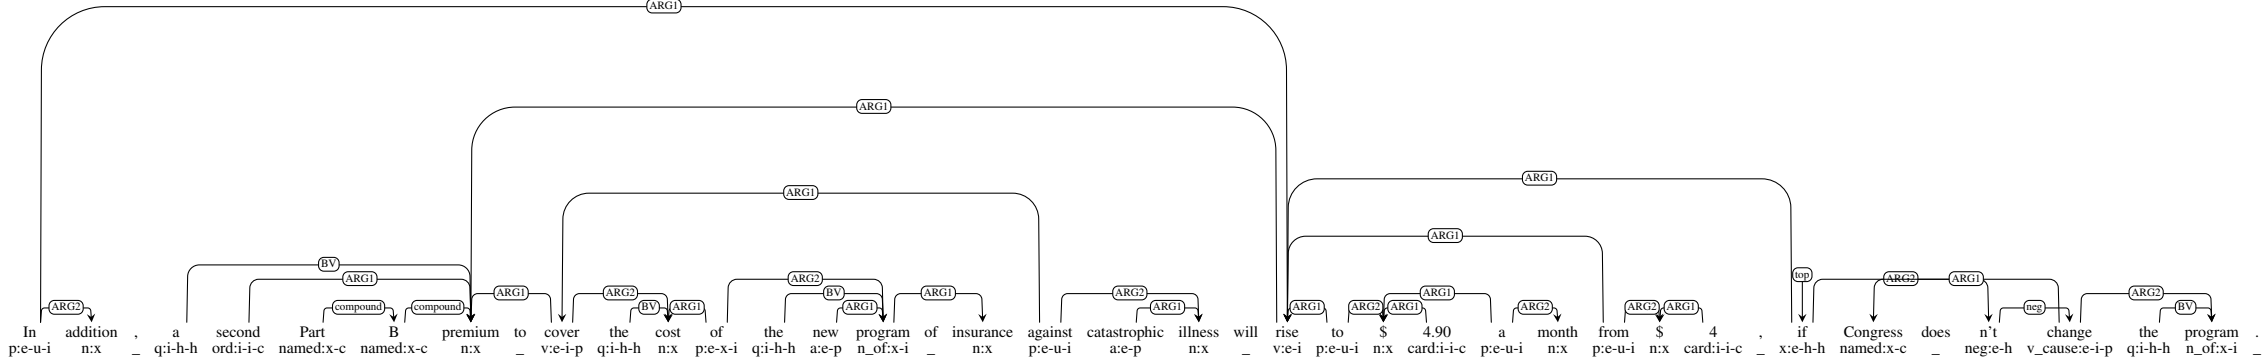 ARG1
ARG1
ARG1
ARG1
ARG1
BV
top
ARG1 ARG2 ARG2 ARG1
ARG1 ARG2 BV ARG1 ARG2 ARG1 ARG2
ARG2 compound compound BV ARG1 ARG1 ARG1 ARG1 ARG2 ARG1 ARG2 ARG2 ARG1 neg BV
In addition , a second Part B premium to cover the cost of the new program of insurance against catastrophic illness will rise to $ 4.90 a month from $ 4 , if Congress does n't change the program .
p:e-u-i n:x _ q:i-h-h ord:i-i-c named:x-c named:x-c n:x _ v:e-i-p q:i-h-h n:x p:e-x-i q:i-h-h a:e-p n_of:x-i _ n:x p:e-u-i a:e-p n:x _ v:e-i p:e-u-i n:x card:i-i-c p:e-u-i n:x p:e-u-i n:x card:i-i-c _ x:e-h-h named:x-c _ neg:e-h v_cause:e-i-p q:i-h-h n_of:x-i _